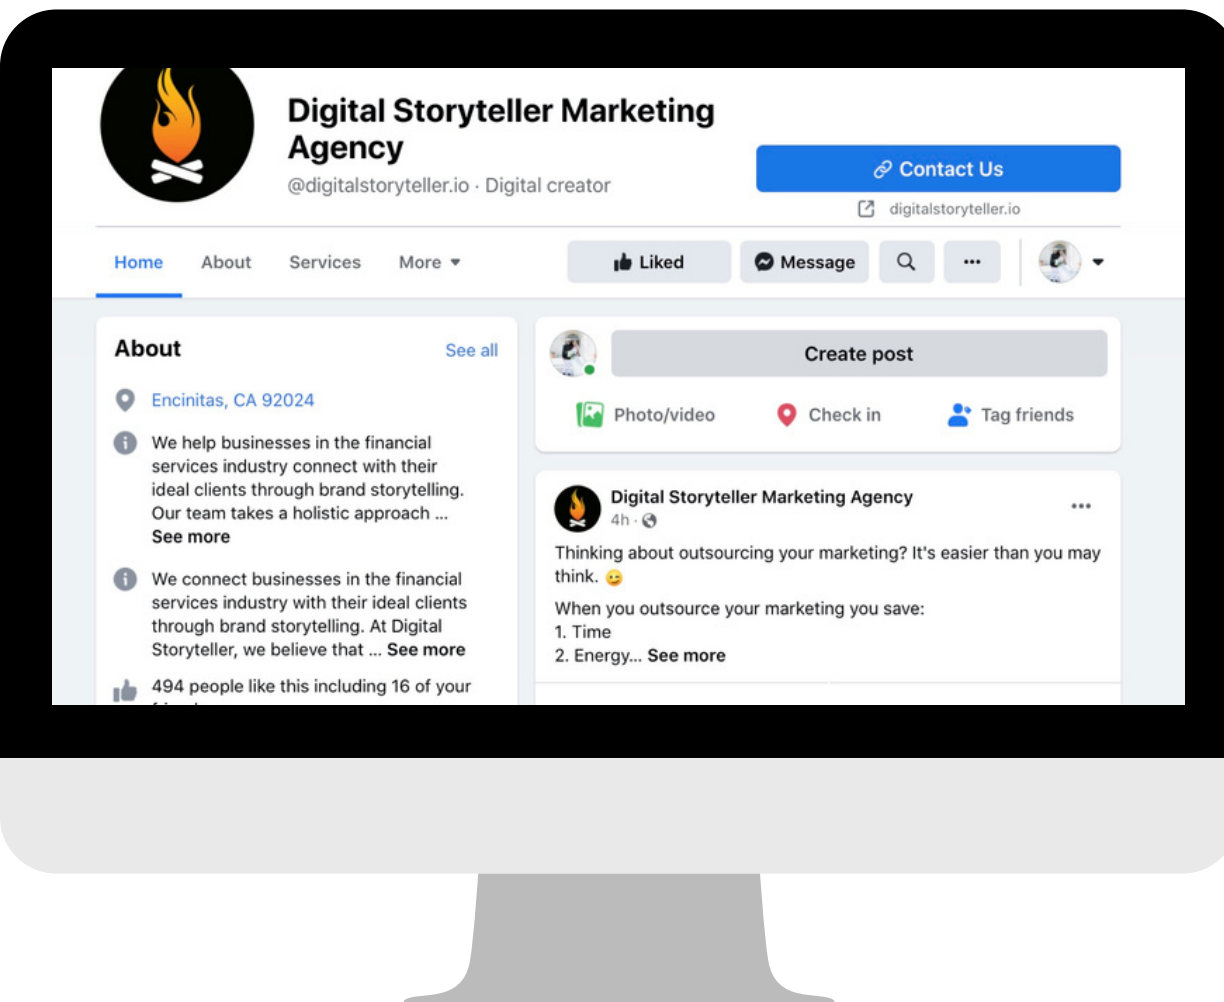 Digital Storyteller Marketing
Agency
@digitalstoryteller.io · Digital creator
Contact Us
digitalstoryteller.io
Home About Services More
Liked Message ...
About See all
Encinitas, CA 92024
We help businesses in the financial
services industry connect with their
ideal clients through brand storytelling.
Our team takes a holistic approach ...
See more
We connect businesses in the financial
services industry with their ideal clients
through brand storytelling. At Digital
Storyteller, we believe that ... See more
494 people like this including 16 of your
Create post
Photo/video Check in Tag friends
Digital Storyteller Marketing Agency
4h ·
Thinking about outsourcing your marketing? It's easier than you may
think. 😉
When you outsource your marketing you save:
1. Time
2. Energy... See more